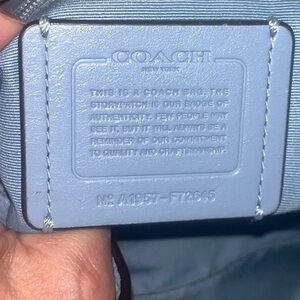 COACH
NEW YORK
THIS IS A COACH BAG. THE
STORYPATCH IS OUR BADGE OF
AUTHENTICITY. FEW PEOPLE MAY
SEE IT, BUT IT WILL ALWAYS BE A
REMINDER OF OUR COMMITMENT
TO QUALITY AND CRAFTSMANSHIP.
Nº A1957-F72645